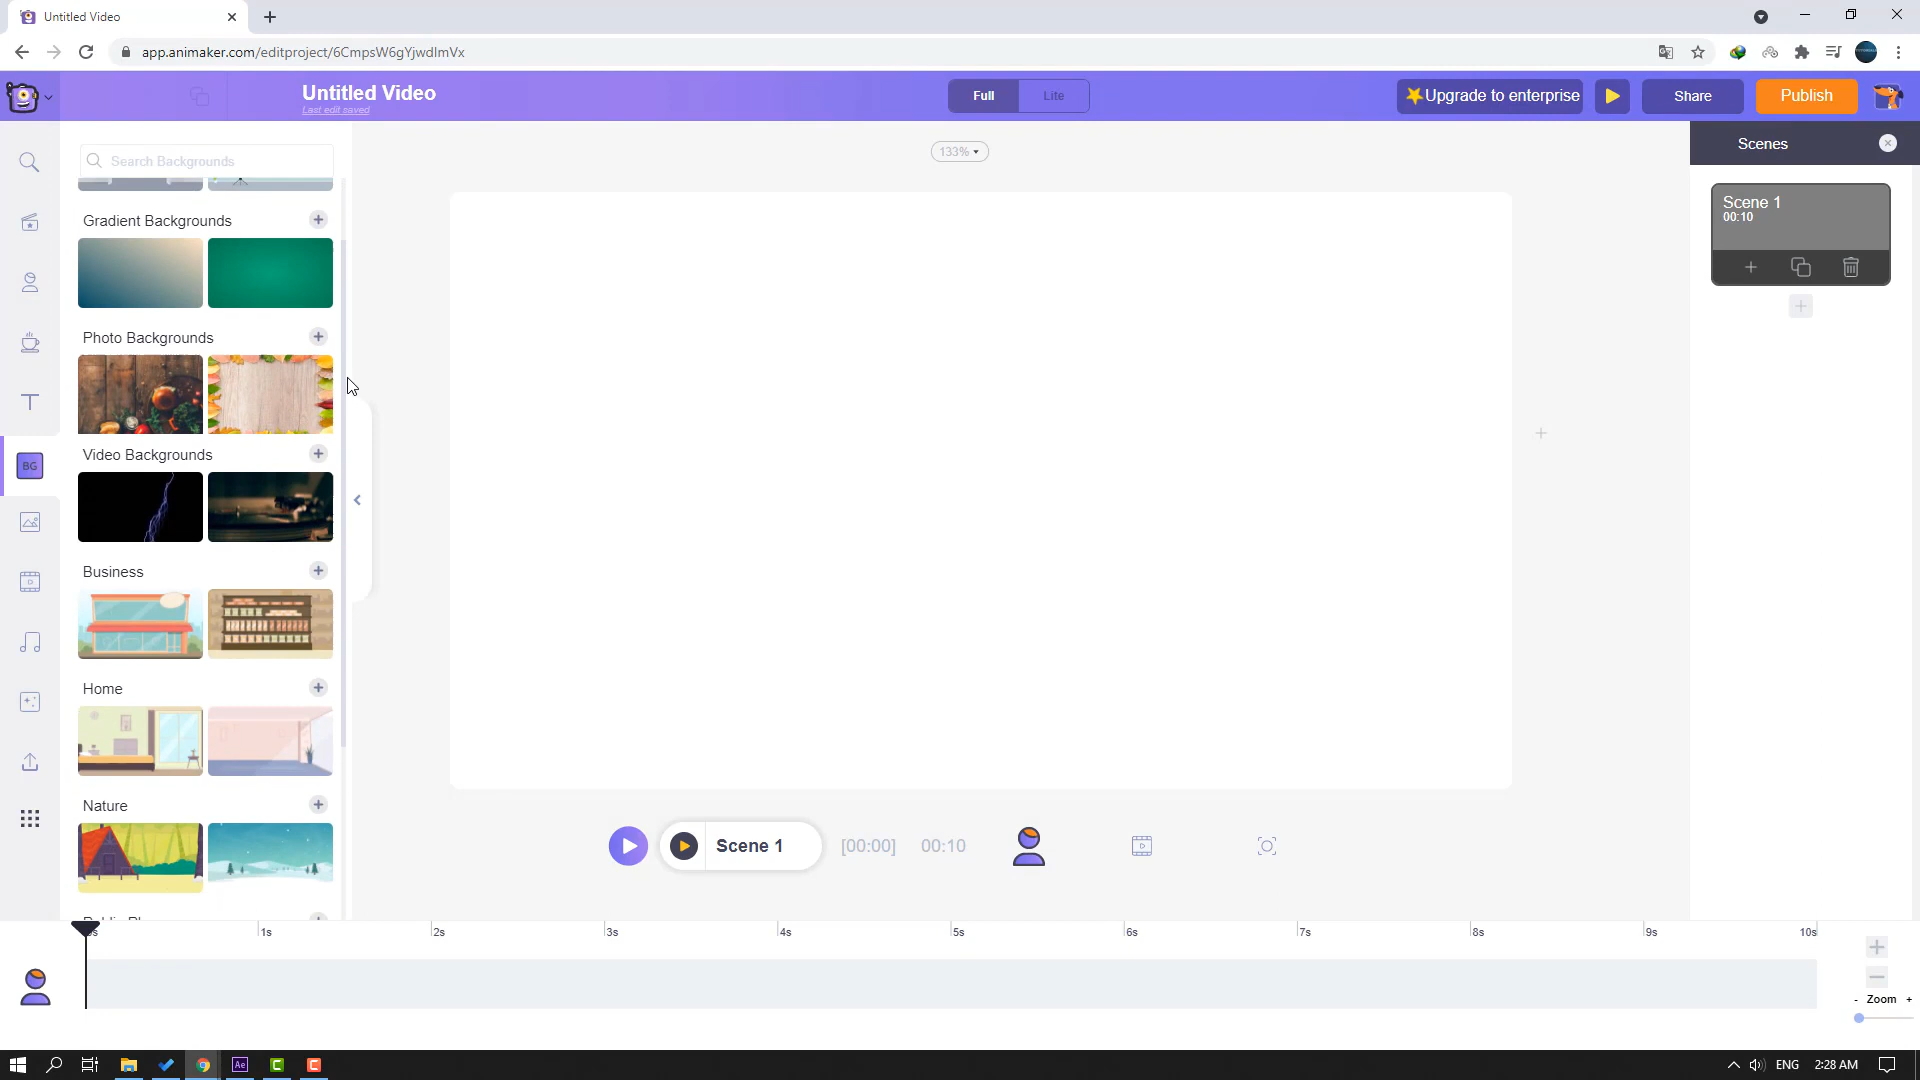 Untitled Video
app.animaker.com/editproject/6CmpsW6gYjwdlmVx
Untitled Video
Last edit saved
Full
Lite
Upgrade to enterprise
Share
Publish
Search Backgrounds
133%
Scenes
Scene 1
00:10
Gradient Backgrounds
Photo Backgrounds
Video Backgrounds
BG
Business
Home
Nature
Scene 1
[00:00]
00:10
1s
2s
3s
4s
5s
6s
7s
8s
9s
10s
- Zoom +
Ae
ENG
2:28 AM